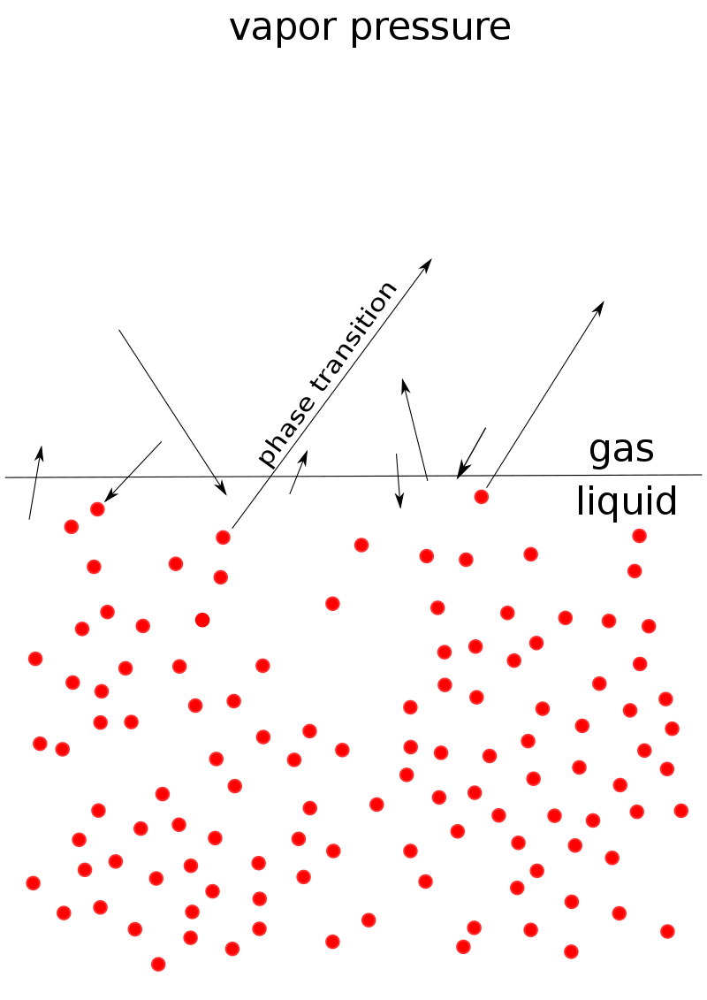 vapor pressure
phase transition
gas
liquid